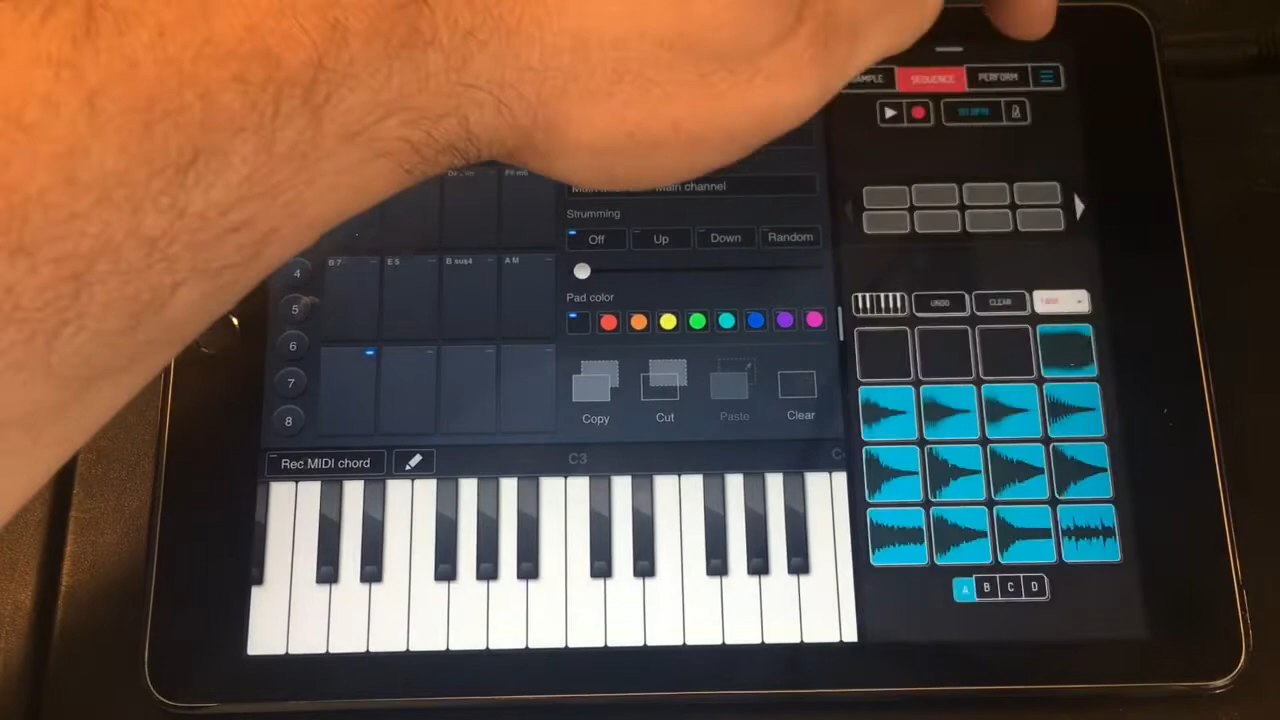 SEQUENCE PERFORM
Main channel
Strumming
Off Up Down Random
4 B 7 E 5 B sus4 A M
Pad color
5
UNDO CLEAR
6
7
Copy Cut Paste Clear
8
Rec.MIDI chord C3
A B C D